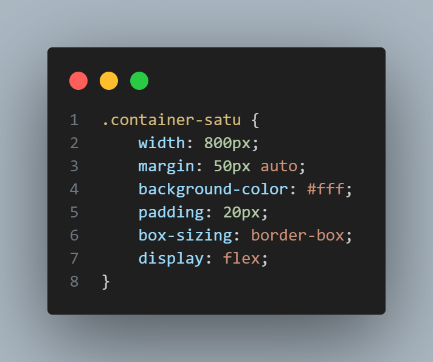 1 .container-satu {
2     width: 800px;
3     margin: 50px auto;
4     background-color: #fff;
5     padding: 20px;
6     box-sizing: border-box;
7     display: flex;
8 }